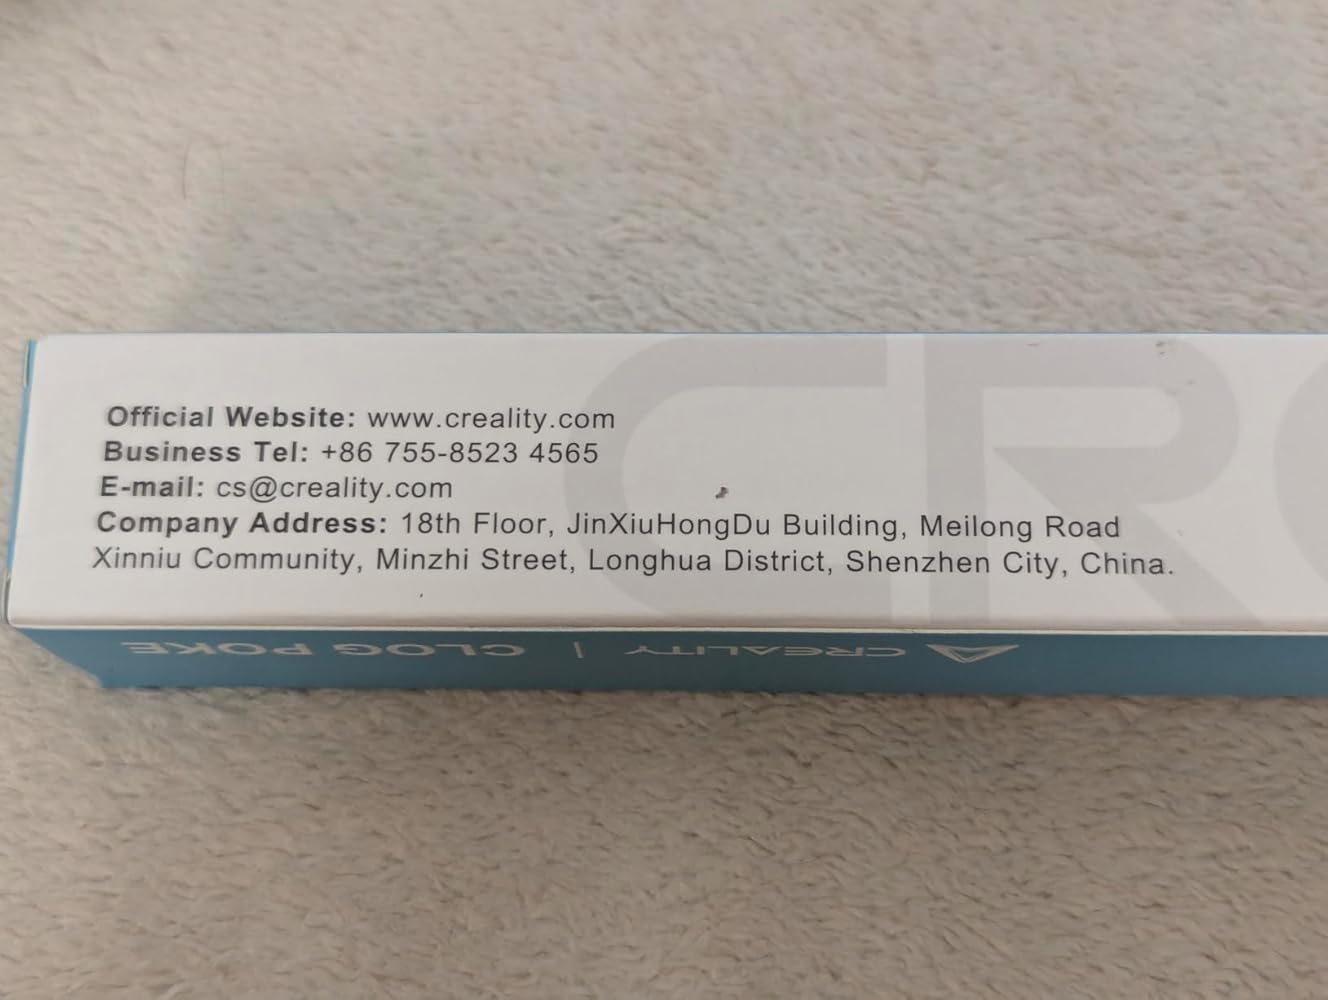 Official Website: www.creality.com
Business Tel: +86 755-8523 4565
E-mail: cs@creality.com
Company Address: 18th Floor, JinXiuHongDu Building, Meilong Road
Xinniu Community, Minzhi Street, Longhua District, Shenzhen City, China.
CREALITY | CLOG POKE